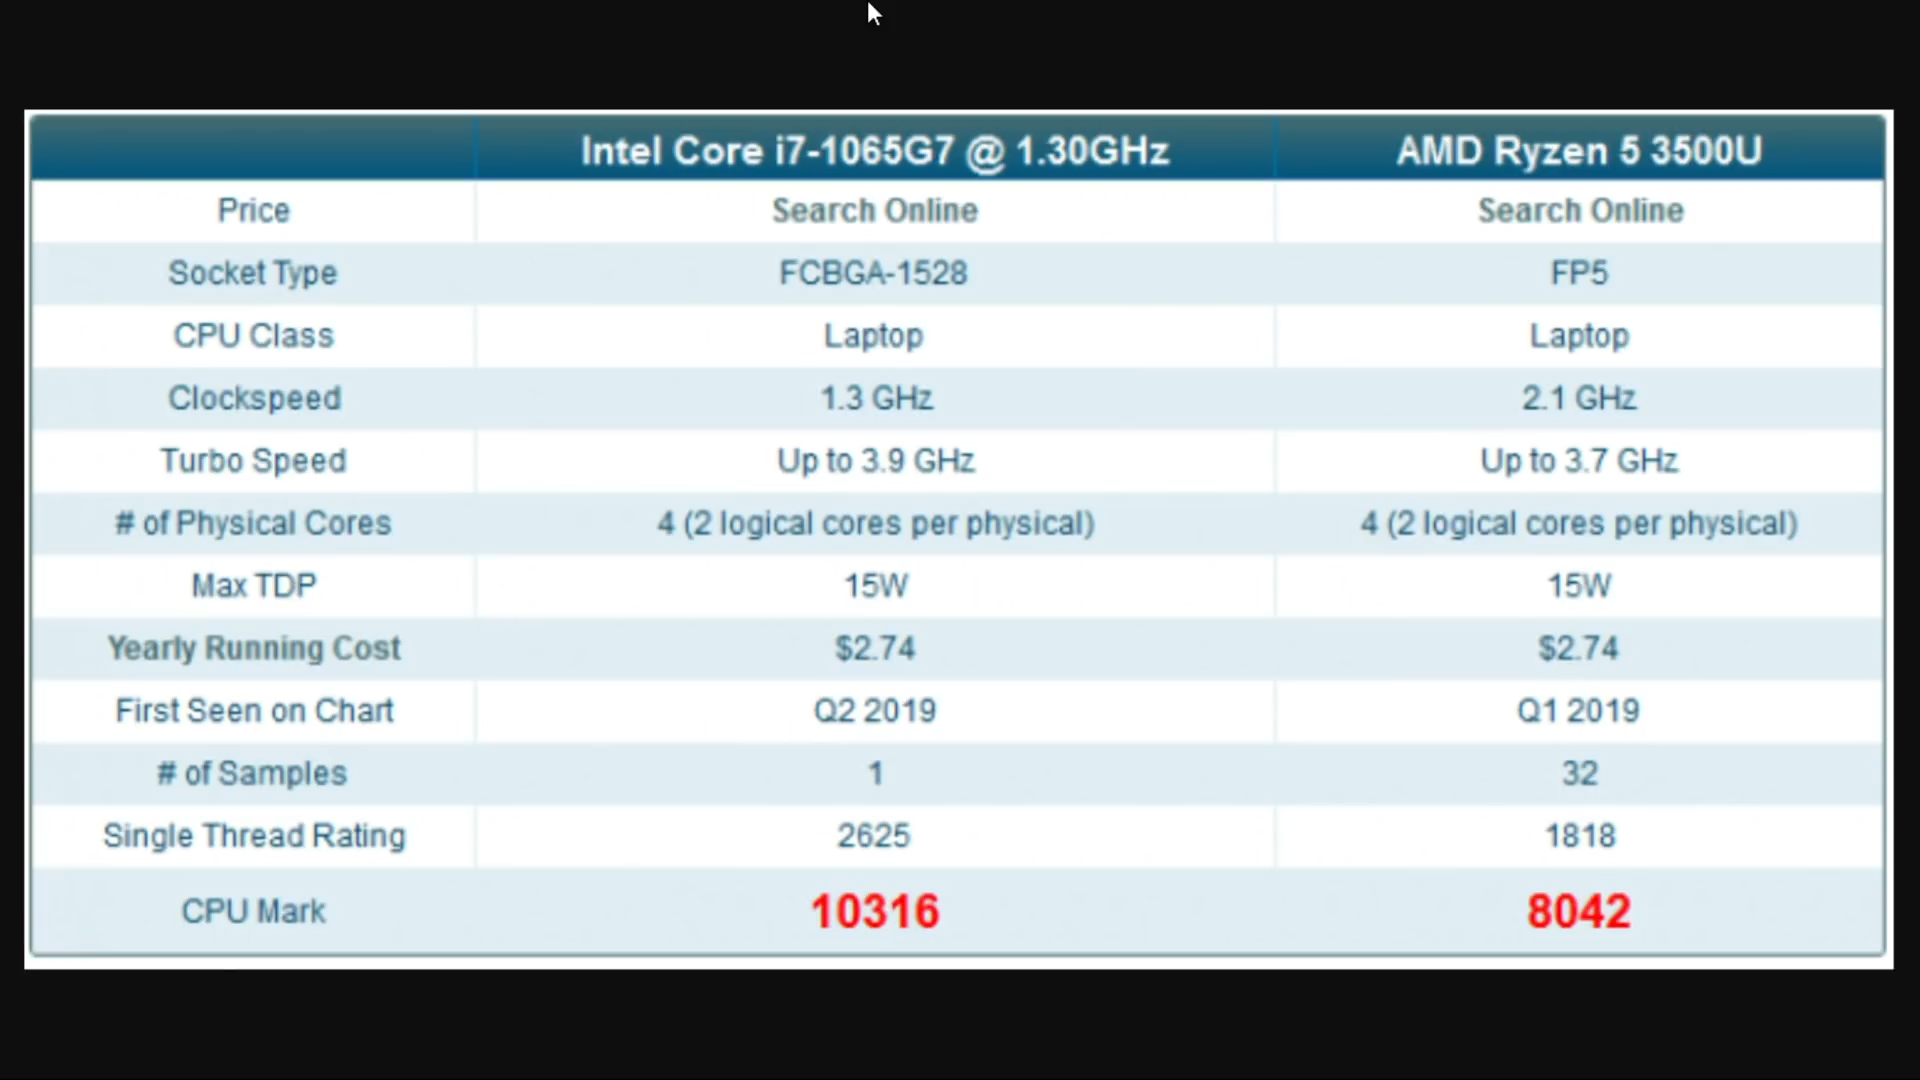 Intel Core i7-1065G7 @ 1.30GHz AMD Ryzen 5 3500U
Price Search Online Search Online
Socket Type FCBGA-1528 FP5
CPU Class Laptop Laptop
Clockspeed 1.3 GHz 2.1 GHz
Turbo Speed Up to 3.9 GHz Up to 3.7 GHz
# of Physical Cores 4 (2 logical cores per physical) 4 (2 logical cores per physical)
Max TDP 15W 15W
Yearly Running Cost $2.74 $2.74
First Seen on Chart Q2 2019 Q1 2019
# of Samples 1 32
Single Thread Rating 2625 1818
CPU Mark 10316 8042